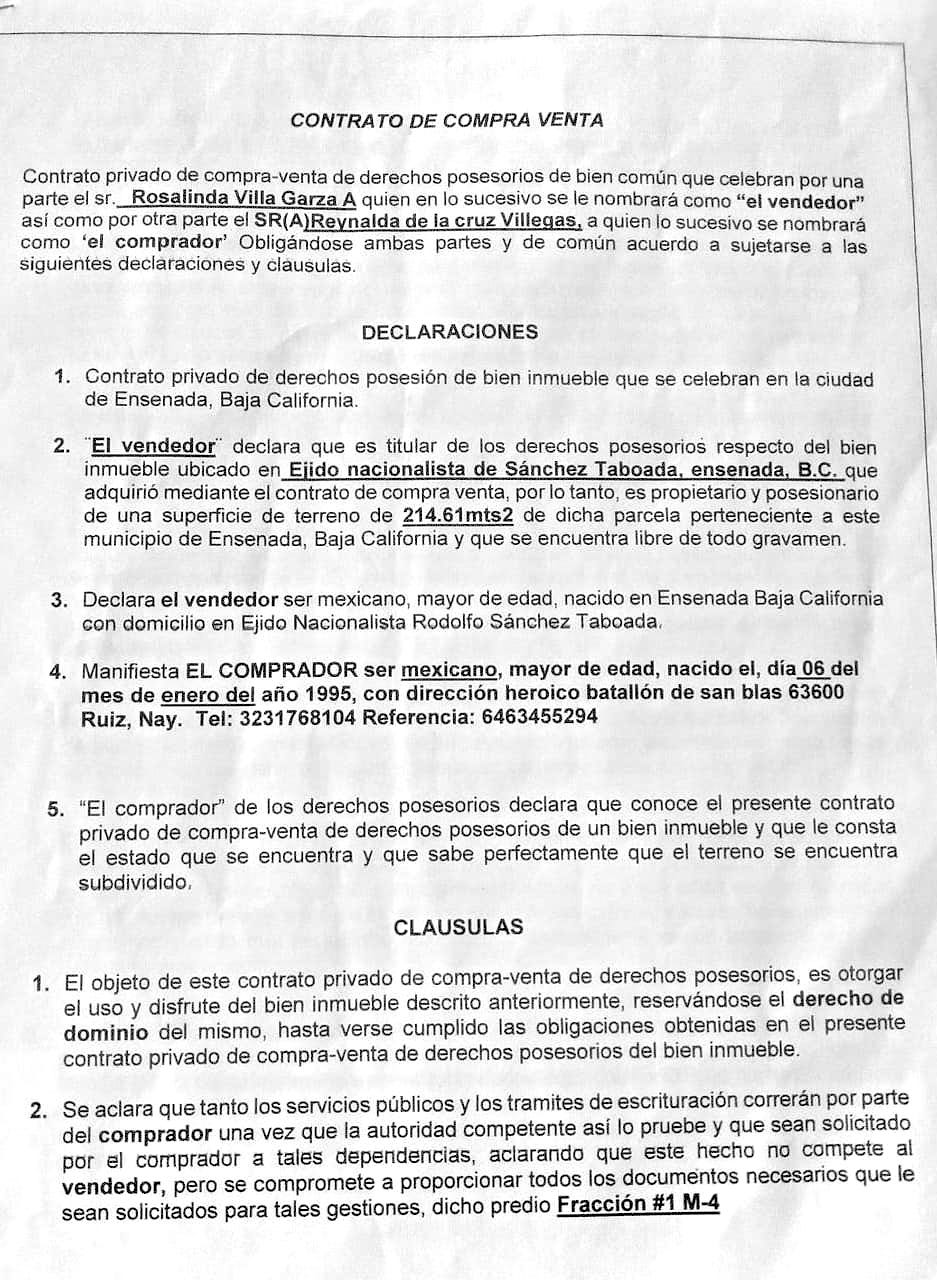 CONTRATO DE COMPRA VENTA
Contrato privado de compra-venta de derechos posesorios de bien común que celebran por una
parte el sr. Rosalinda Villa Garza A quien en lo sucesivo se le nombrará como “el vendedor”
así como por otra parte el SR(A)Reynalda de la cruz Villegas, a quien lo sucesivo se nombrará
como ‘el comprador’ Obligándose ambas partes y de común acuerdo a sujetarse a las
siguientes declaraciones y clausulas.
DECLARACIONES
1. Contrato privado de derechos posesión de bien inmueble que se celebran en la ciudad
de Ensenada, Baja California.
2. ¨El vendedor¨ declara que es titular de los derechos posesorios respecto del bien
inmueble ubicado en Ejido nacionalista de Sánchez Taboada, ensenada, B.C. que
adquirió mediante el contrato de compra venta, por lo tanto, es propietario y posesionario
de una superficie de terreno de 214.61mts2 de dicha parcela perteneciente a este
municipio de Ensenada, Baja California y que se encuentra libre de todo gravamen.
3. Declara el vendedor ser mexicano, mayor de edad, nacido en Ensenada Baja California
con domicilio en Ejido Nacionalista Rodolfo Sánchez Taboada.
4. Manifiesta EL COMPRADOR ser mexicano, mayor de edad, nacido el, día 06 del
mes de enero del año 1995, con dirección heroico batallón de san blas 63600
Ruiz, Nay. Tel: 3231768104 Referencia: 6463455294
5. “El comprador” de los derechos posesorios declara que conoce el presente contrato
privado de compra-venta de derechos posesorios de un bien inmueble y que le consta
el estado que se encuentra y que sabe perfectamente que el terreno se encuentra
subdividido.
CLAUSULAS
1. El objeto de este contrato privado de compra-venta de derechos posesorios, es otorgar
el uso y disfrute del bien inmueble descrito anteriormente, reservándose el derecho de
dominio del mismo, hasta verse cumplido las obligaciones obtenidas en el presente
contrato privado de compra-venta de derechos posesorios del bien inmueble.
2. Se aclara que tanto los servicios públicos y los tramites de escrituración correrán por parte
del comprador una vez que la autoridad competente así lo pruebe y que sean solicitado
por el comprador a tales dependencias, aclarando que este hecho no compete al
vendedor, pero se compromete a proporcionar todos los documentos necesarios que le
sean solicitados para tales gestiones, dicho predio Fracción #1 M-4